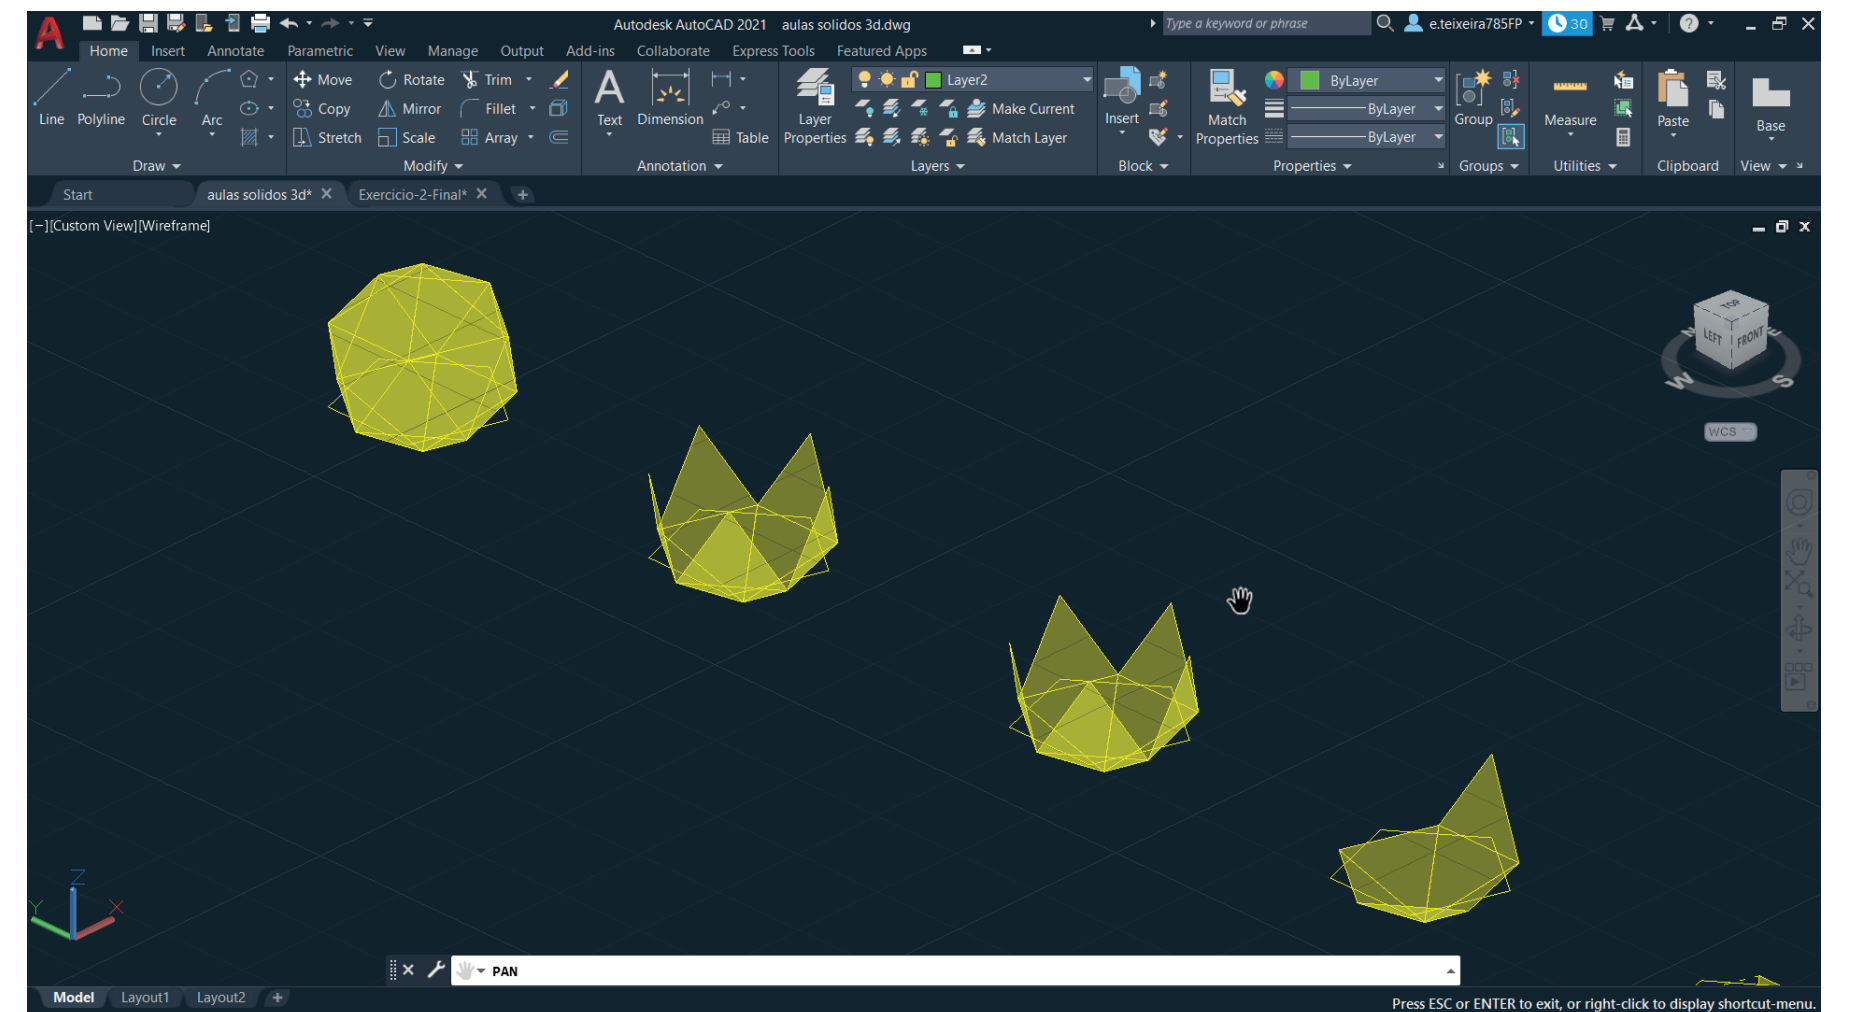 Autodesk AutoCAD 2021 aulas solidos 3d.dwg
Type a keyword or phrase
e.teixeira785FP
30
Home Insert Annotate Parametric View Manage Output Add-ins Collaborate Express Tools Featured Apps
Move Rotate Trim Layer2 ByLayer
Copy Mirror Fillet Make Current ByLayer
Line Polyline Circle Arc Text Dimension Layer Insert Match Group Measure Paste Base
Stretch Scale Array Table Properties Match Layer Properties ByLayer
Draw Modify Annotation Layers Block Properties Groups Utilities Clipboard View
Start aulas solidos 3d* Exercicio-2-Final*
[−][Custom View][Wireframe]
TOP
LEFT FRONT
N E
W S
WCS
Z
Y X
PAN
Model Layout1 Layout2 +
Press ESC or ENTER to exit, or right-click to display shortcut-menu.